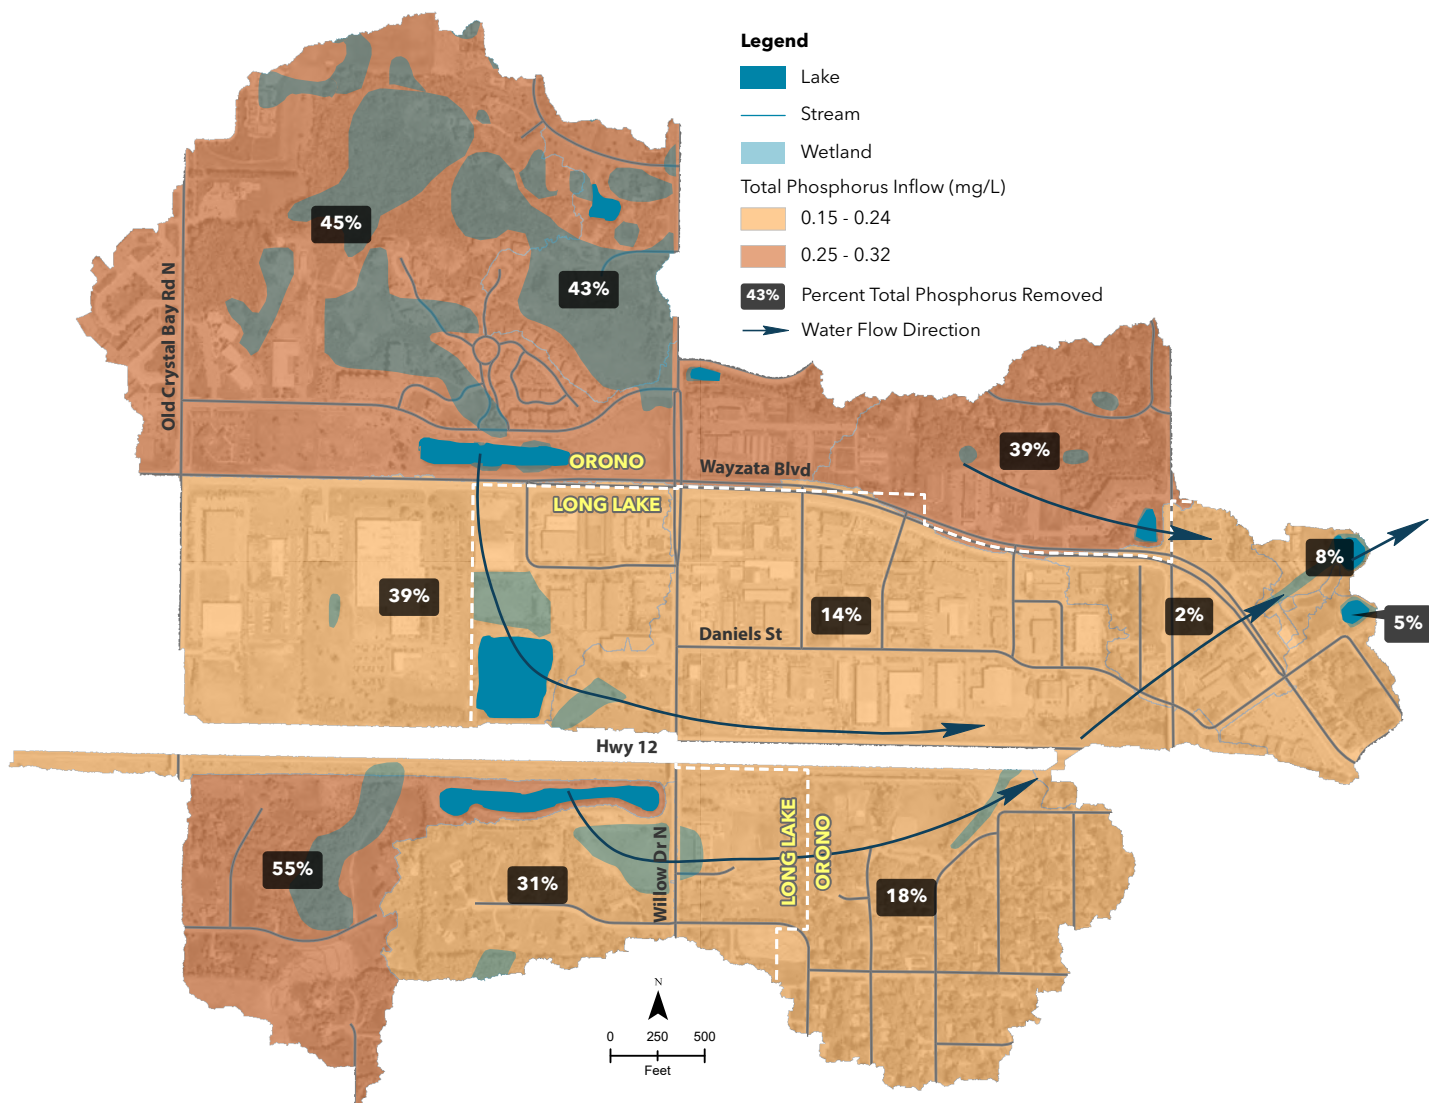 Legend
Lake
Stream
Wetland
Total Phosphorus Inflow (mg/L)
0.15 - 0.24
0.25 - 0.32
43% Percent Total Phosphorus Removed
Water Flow Direction
45%
43%
Old Crystal Bay Rd N
ORONO
Wayzata Blvd
39%
LONG LAKE
39%
14%
2%
8%
5%
Daniels St
Hwy 12
55%
31%
Willow Dr N
LONG LAKE
ORONO
18%
N
0 250 500
Feet